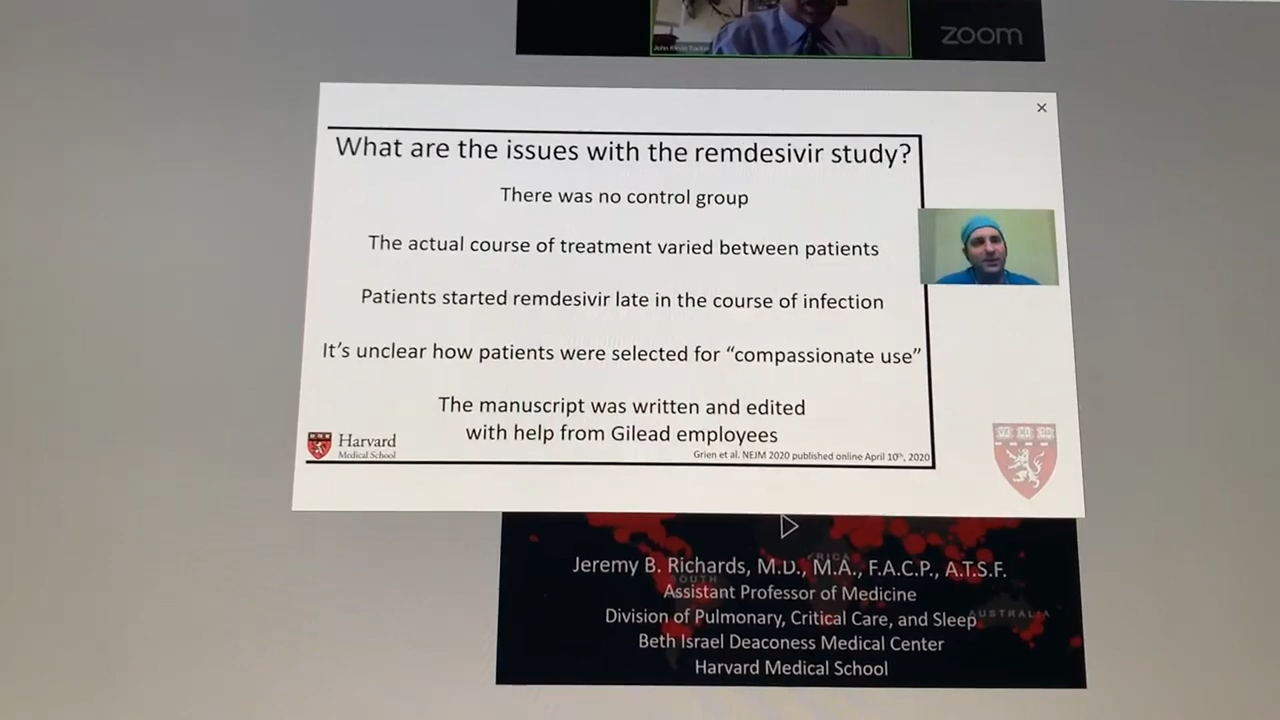 zoom
What are the issues with the remdesivir study?
There was no control group
The actual course of treatment varied between patients
Patients started remdesivir late in the course of infection
It's unclear how patients were selected for “compassionate use”
The manuscript was written and edited
with help from Gilead employees
Harvard
Medical School
Grien et al. NEJM 2020 published online April 10th, 2020
Jeremy B. Richards, M.D., M.A., F.A.C.P., A.T.S.F.
SOUTH
Assistant Professor of Medicine
Division of Pulmonary, Critical Care, and Sleep
AUSTRALIA
Beth Israel Deaconess Medical Center
Harvard Medical School